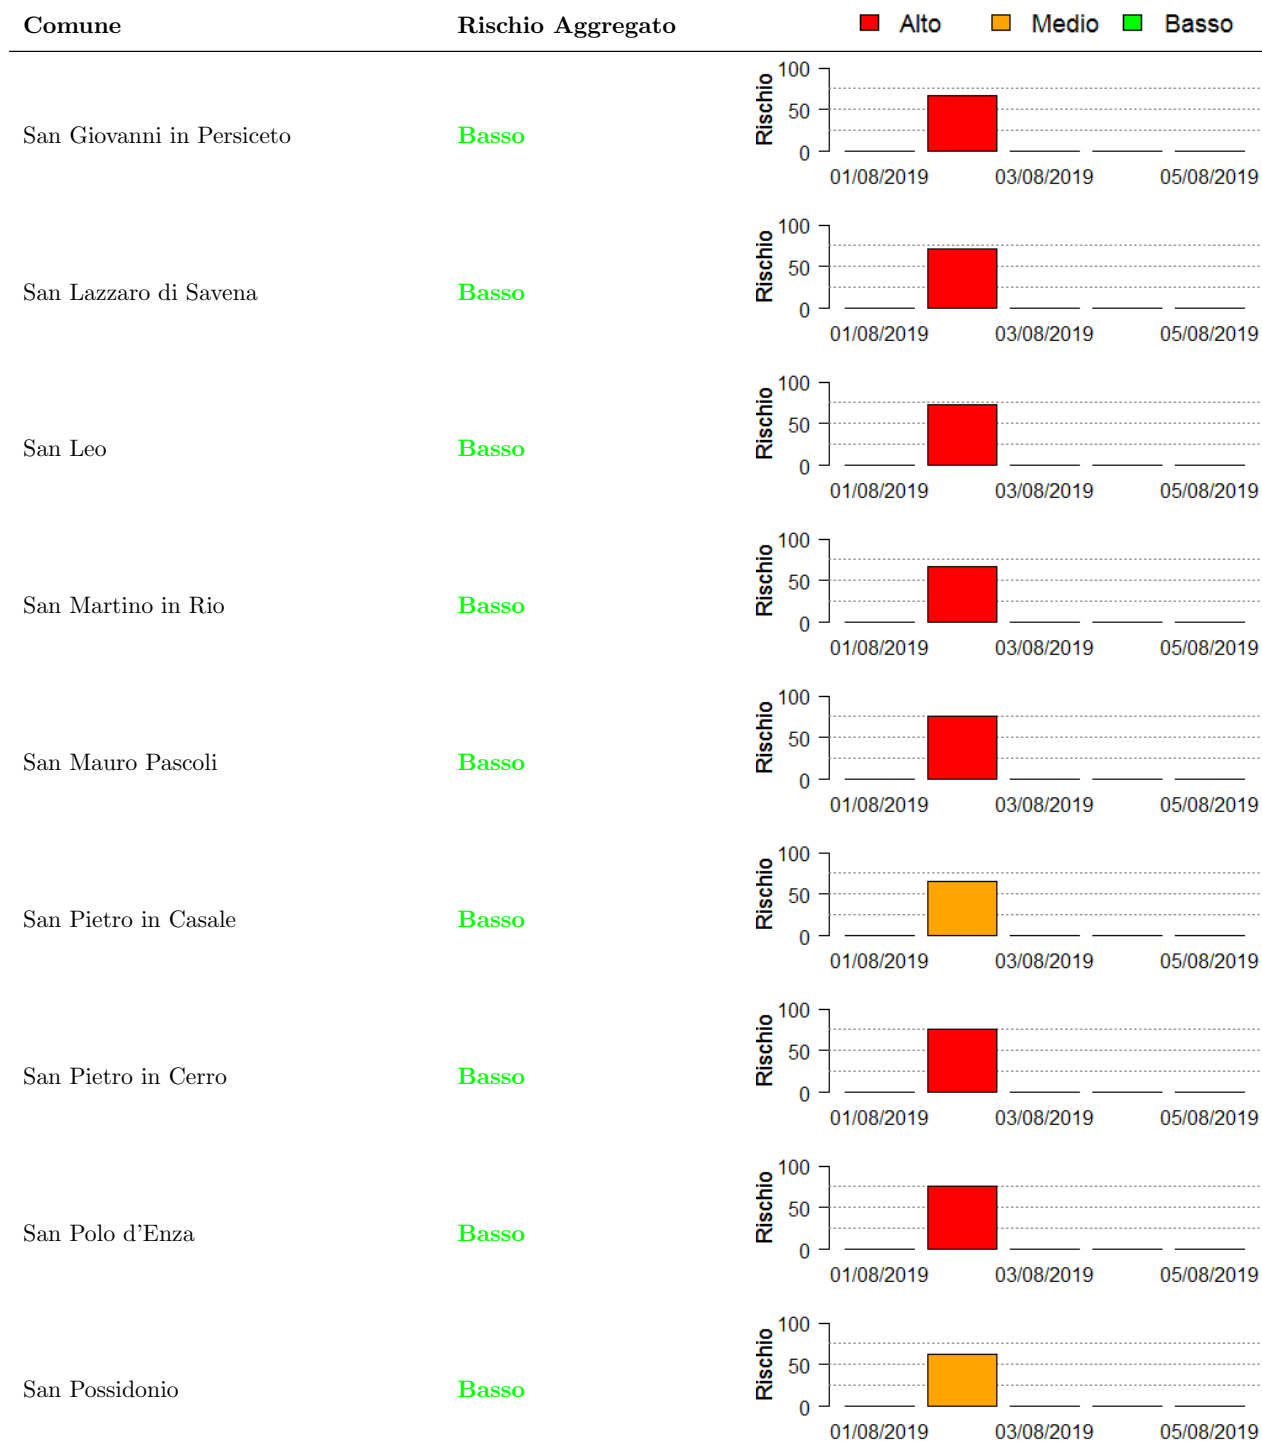 Comune Rischio Aggregato Alto Medio Basso
100
50
0
Rischio
San Giovanni in Persiceto Basso
01/08/2019 03/08/2019 05/08/2019
100
50
0
Rischio
San Lazzaro di Savena Basso
01/08/2019 03/08/2019 05/08/2019
100
50
0
Rischio
San Leo Basso
01/08/2019 03/08/2019 05/08/2019
100
50
0
Rischio
San Martino in Rio Basso
01/08/2019 03/08/2019 05/08/2019
100
50
0
Rischio
San Mauro Pascoli Basso
01/08/2019 03/08/2019 05/08/2019
100
50
0
Rischio
San Pietro in Casale Basso
01/08/2019 03/08/2019 05/08/2019
100
50
0
Rischio
San Pietro in Cerro Basso
01/08/2019 03/08/2019 05/08/2019
100
50
0
Rischio
San Polo d'Enza Basso
01/08/2019 03/08/2019 05/08/2019
100
50
0
Rischio
San Possidonio Basso
01/08/2019 03/08/2019 05/08/2019